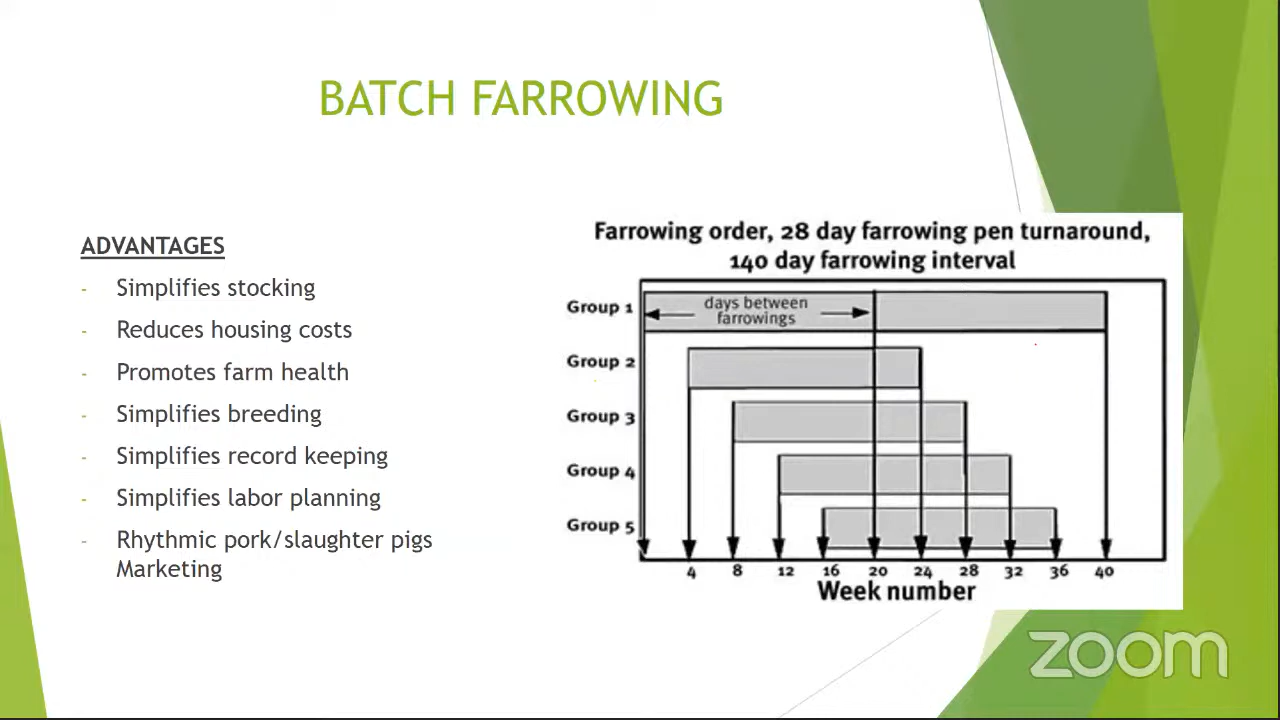 BATCH FARROWING
ADVANTAGES
- Simplifies stocking
- Reduces housing costs
- Promotes farm health
- Simplifies breeding
- Simplifies record keeping
- Simplifies labor planning
- Rhythmic pork/slaughter pigs
Marketing
Farrowing order, 28 day farrowing pen turnaround,
140 day farrowing interval
Group 1
days between
farrowings
Group 2
Group 3
Group 4
Group 5
4 8 12 16 20 24 28 32 36 40
Week number
zoom